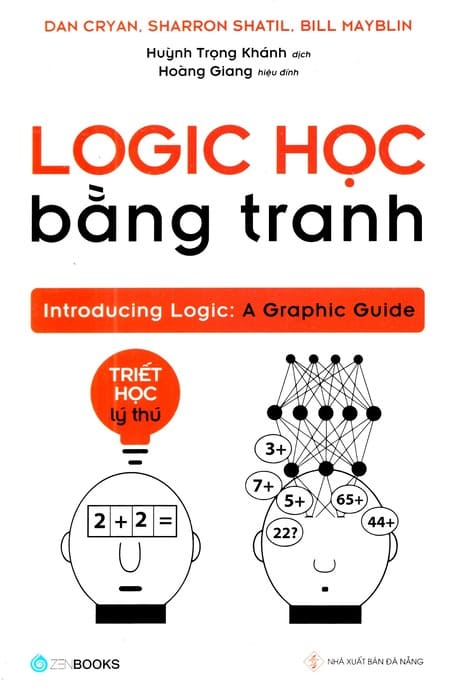 DAN CRYAN, SHARRON SHATIL, BILL MAYBLIN
Huỳnh Trọng Khánh dịch
Hoàng Giang hiệu đính
LOGIC HỌC
bằng tranh
Introducing Logic: A Graphic Guide
TRIẾT
HỌC
lý thú
2 + 2 =
3+
7+
5+
65+
22?
44+
ZENBOOKS
NHÀ XUẤT BẢN ĐÀ NẴNG